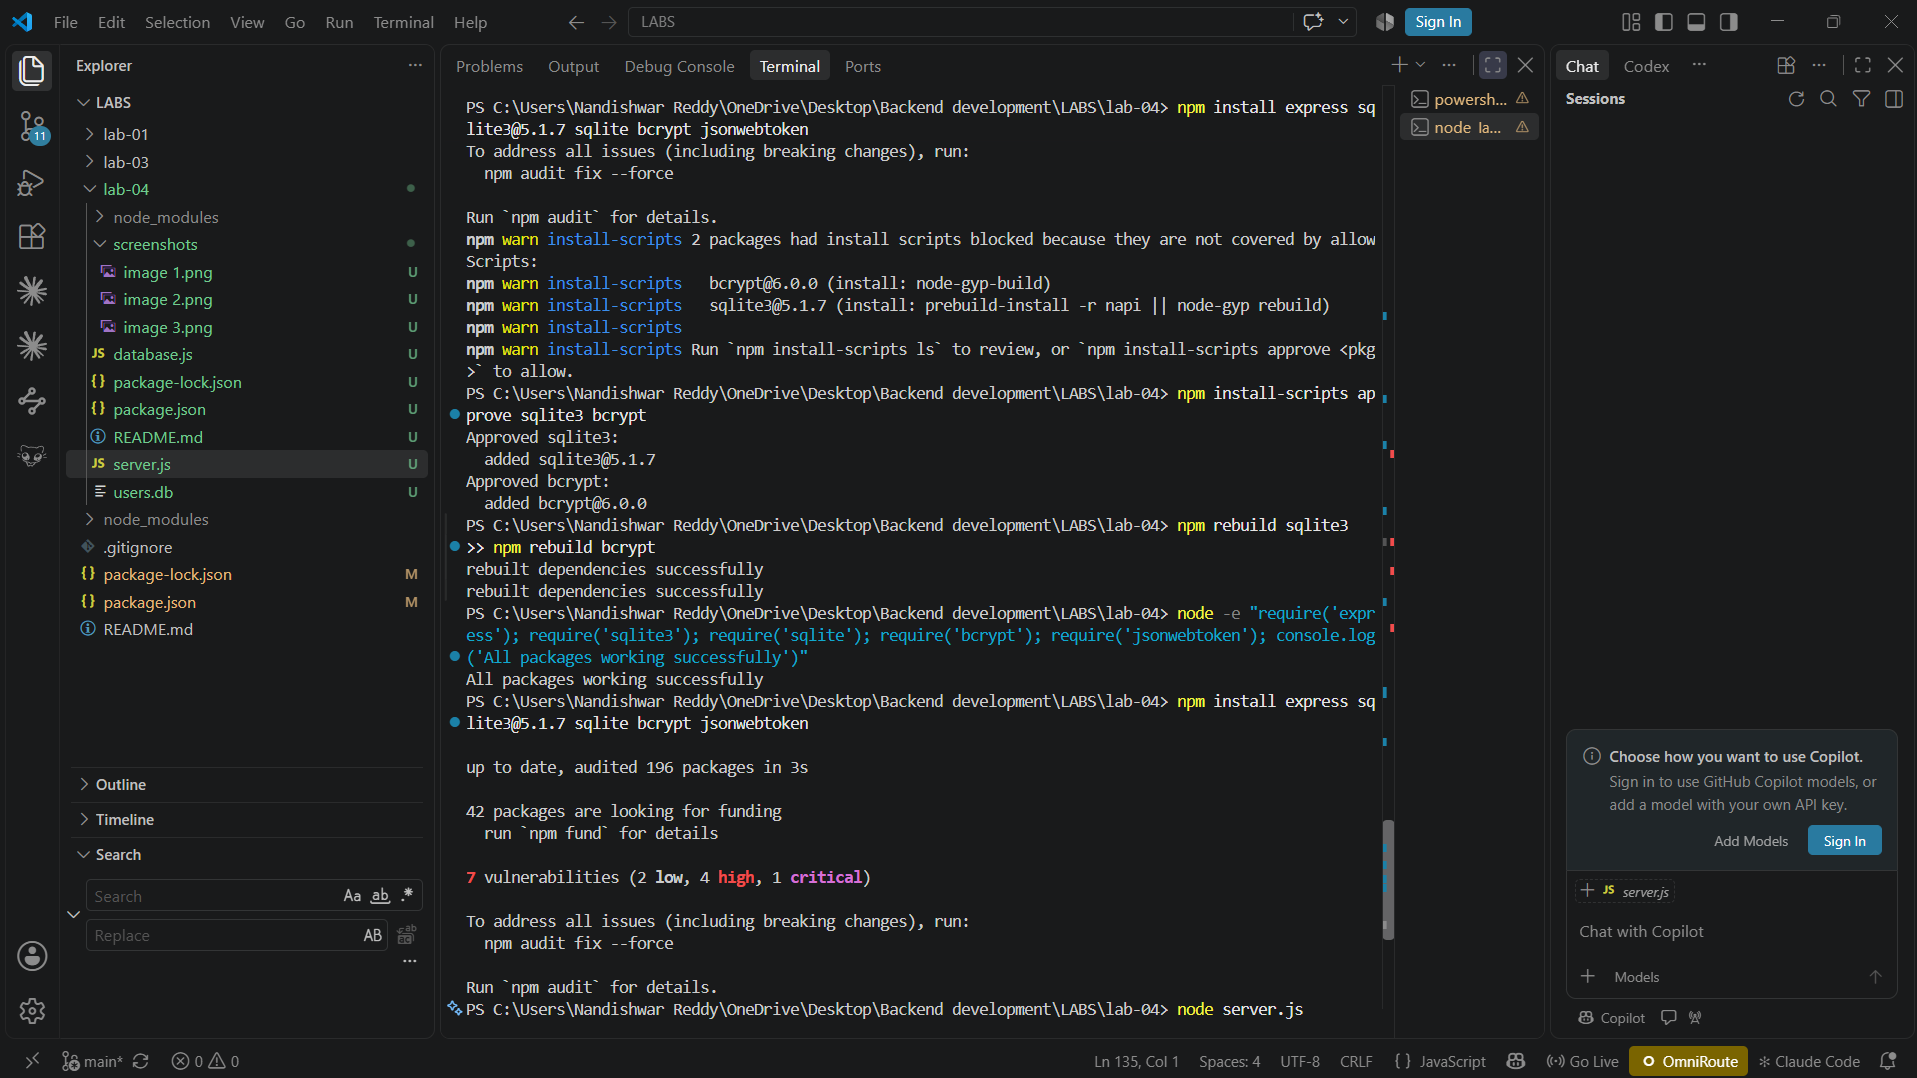 File Edit Selection View Go Run Terminal Help
LABS
Sign In
Explorer
LABS
lab-01
lab-03
lab-04
node_modules
screenshots
image 1.png U
image 2.png U
image 3.png U
JS database.js U
{} package-lock.json U
{} package.json U
README.md U
JS server.js U
users.db U
node_modules
.gitignore
{} package-lock.json M
{} package.json M
README.md
11
Outline
Timeline
Search
Search Aa ab .*
Replace AB
Problems Output Debug Console Terminal Ports
PS C:\Users\Nandishwar Reddy\OneDrive\Desktop\Backend development\LABS\lab-04> npm install express sq
lite3@5.1.7 sqlite bcrypt jsonwebtoken
To address all issues (including breaking changes), run:
npm audit fix --force
Run `npm audit` for details.
npm warn install-scripts 2 packages had install scripts blocked because they are not covered by allow
Scripts:
npm warn install-scripts   bcrypt@6.0.0 (install: node-gyp-build)
npm warn install-scripts   sqlite3@5.1.7 (install: prebuild-install -r napi || node-gyp rebuild)
npm warn install-scripts
npm warn install-scripts Run `npm install-scripts ls` to review, or `npm install-scripts approve <pkg
>` to allow.
PS C:\Users\Nandishwar Reddy\OneDrive\Desktop\Backend development\LABS\lab-04> npm install-scripts ap
prove sqlite3 bcrypt
Approved sqlite3:
added sqlite3@5.1.7
Approved bcrypt:
added bcrypt@6.0.0
PS C:\Users\Nandishwar Reddy\OneDrive\Desktop\Backend development\LABS\lab-04> npm rebuild sqlite3
>> npm rebuild bcrypt
rebuilt dependencies successfully
rebuilt dependencies successfully
PS C:\Users\Nandishwar Reddy\OneDrive\Desktop\Backend development\LABS\lab-04> node -e "require('expr
ess'); require('sqlite3'); require('sqlite'); require('bcrypt'); require('jsonwebtoken'); console.log
('All packages working successfully')"
All packages working successfully
PS C:\Users\Nandishwar Reddy\OneDrive\Desktop\Backend development\LABS\lab-04> npm install express sq
lite3@5.1.7 sqlite bcrypt jsonwebtoken
up to date, audited 196 packages in 3s
42 packages are looking for funding
run `npm fund` for details
7 vulnerabilities (2 low, 4 high, 1 critical)
To address all issues (including breaking changes), run:
npm audit fix --force
Run `npm audit` for details.
PS C:\Users\Nandishwar Reddy\OneDrive\Desktop\Backend development\LABS\lab-04> node server.js
powersh...
node la...
Chat Codex
Sessions
Choose how you want to use Copilot.
Sign in to use GitHub Copilot models, or
add a model with your own API key.
Add Models Sign In
JS server.js
Chat with Copilot
Models
Copilot
main* 0 0 Ln 135, Col 1 Spaces: 4 UTF-8 CRLF {} JavaScript Go Live OmniRoute Claude Code